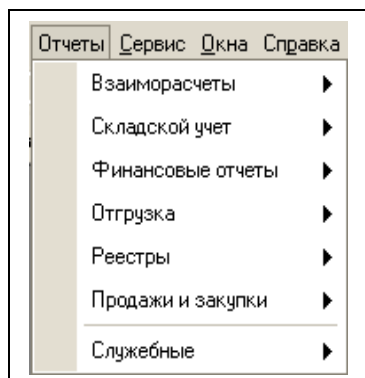 Отчеты Сервис Окна Справка
Взаиморасчеты
Складской учет
Финансовые отчеты
Отгрузка
Реестры
Продажи и закупки
Служебные